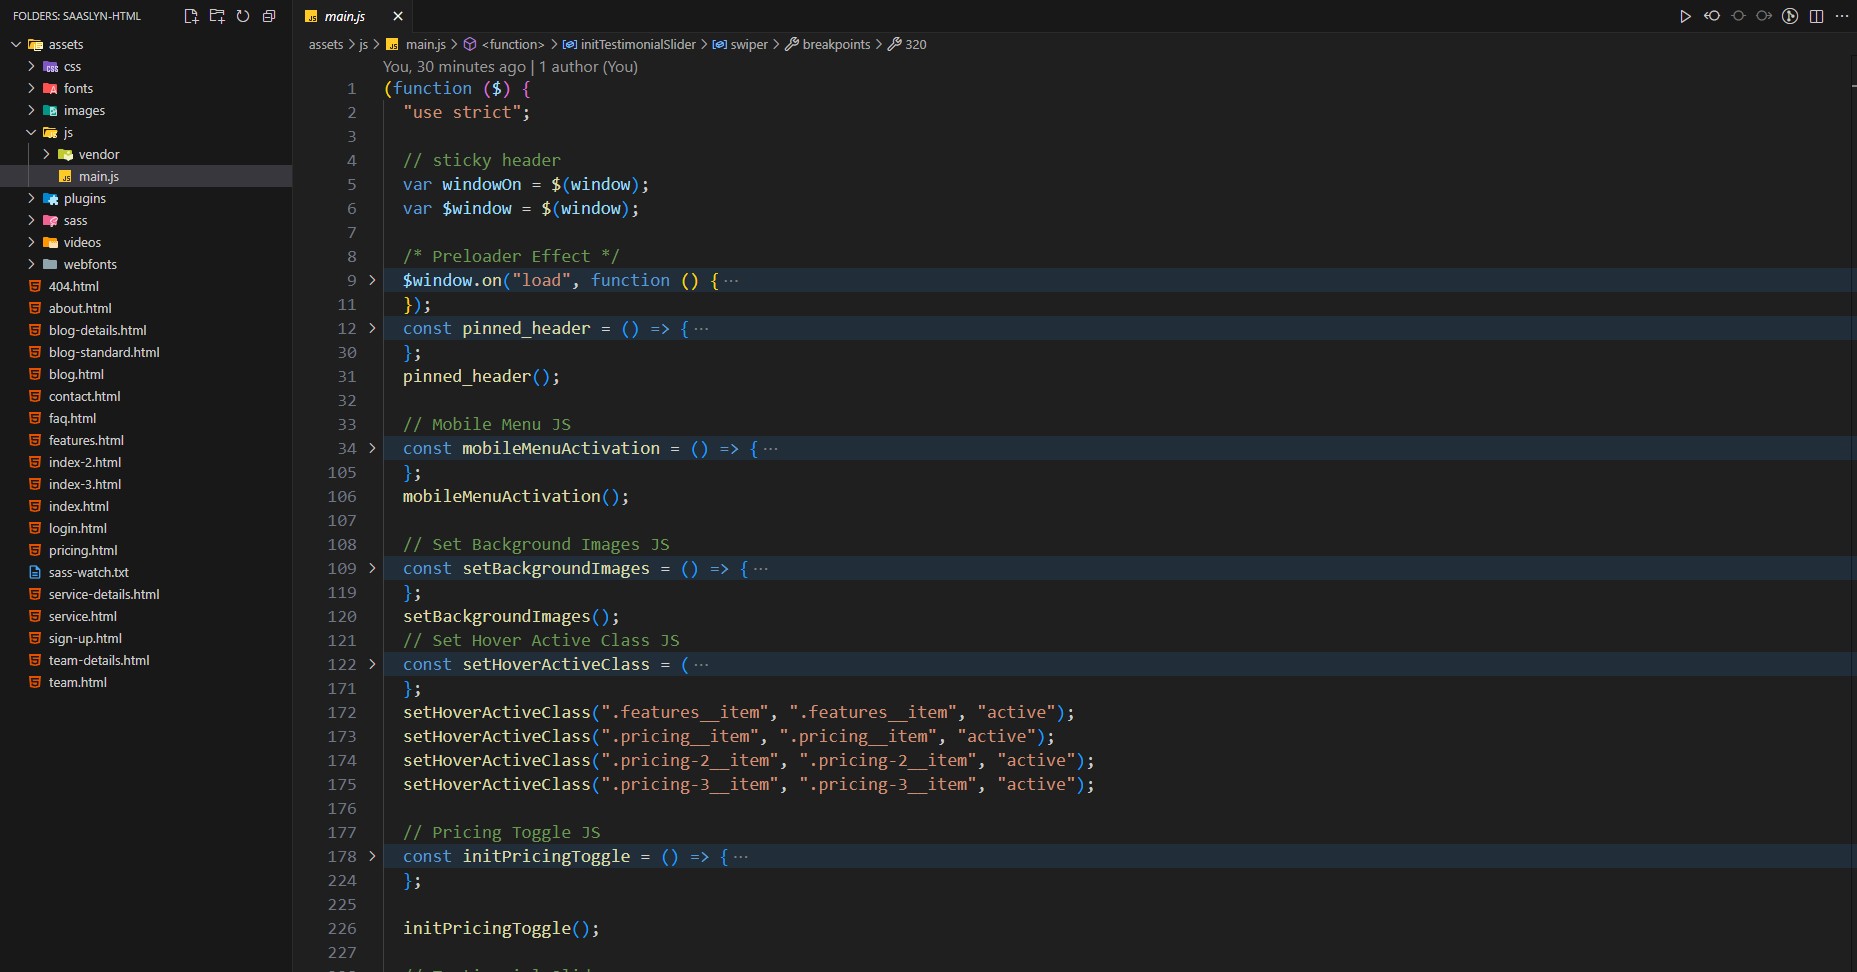 FOLDERS: SAASLYN-HTML
assets
css
fonts
images
js
vendor
main.js
plugins
sass
videos
webfonts
404.html
about.html
blog-details.html
blog-standard.html
blog.html
contact.html
faq.html
features.html
index-2.html
index-3.html
index.html
login.html
pricing.html
sass-watch.txt
service-details.html
service.html
sign-up.html
team-details.html
team.html
JS main.js
assets > js > JS main.js > <function> > initTestimonialSlider > swiper > breakpoints > 320
You, 30 minutes ago | 1 author (You)
1 (function ($) {
2 "use strict";
3
4 // sticky header
5 var windowOn = $(window);
6 var $window = $(window);
7
8 /* Preloader Effect */
9 $window.on("load", function () { ···
11 });
12 const pinned_header = () => { ···
30 };
31 pinned_header();
32
33 // Mobile Menu JS
34 const mobileMenuActivation = () => { ···
105 };
106 mobileMenuActivation();
107
108 // Set Background Images JS
109 const setBackgroundImages = () => { ···
119 };
120 setBackgroundImages();
121 // Set Hover Active Class JS
122 const setHoverActiveClass = ( ···
171 };
172 setHoverActiveClass(".features__item", ".features__item", "active");
173 setHoverActiveClass(".pricing__item", ".pricing__item", "active");
174 setHoverActiveClass(".pricing-2__item", ".pricing-2__item", "active");
175 setHoverActiveClass(".pricing-3__item", ".pricing-3__item", "active");
176
177 // Pricing Toggle JS
178 const initPricingToggle = () => { ···
224 };
225
226 initPricingToggle();
227